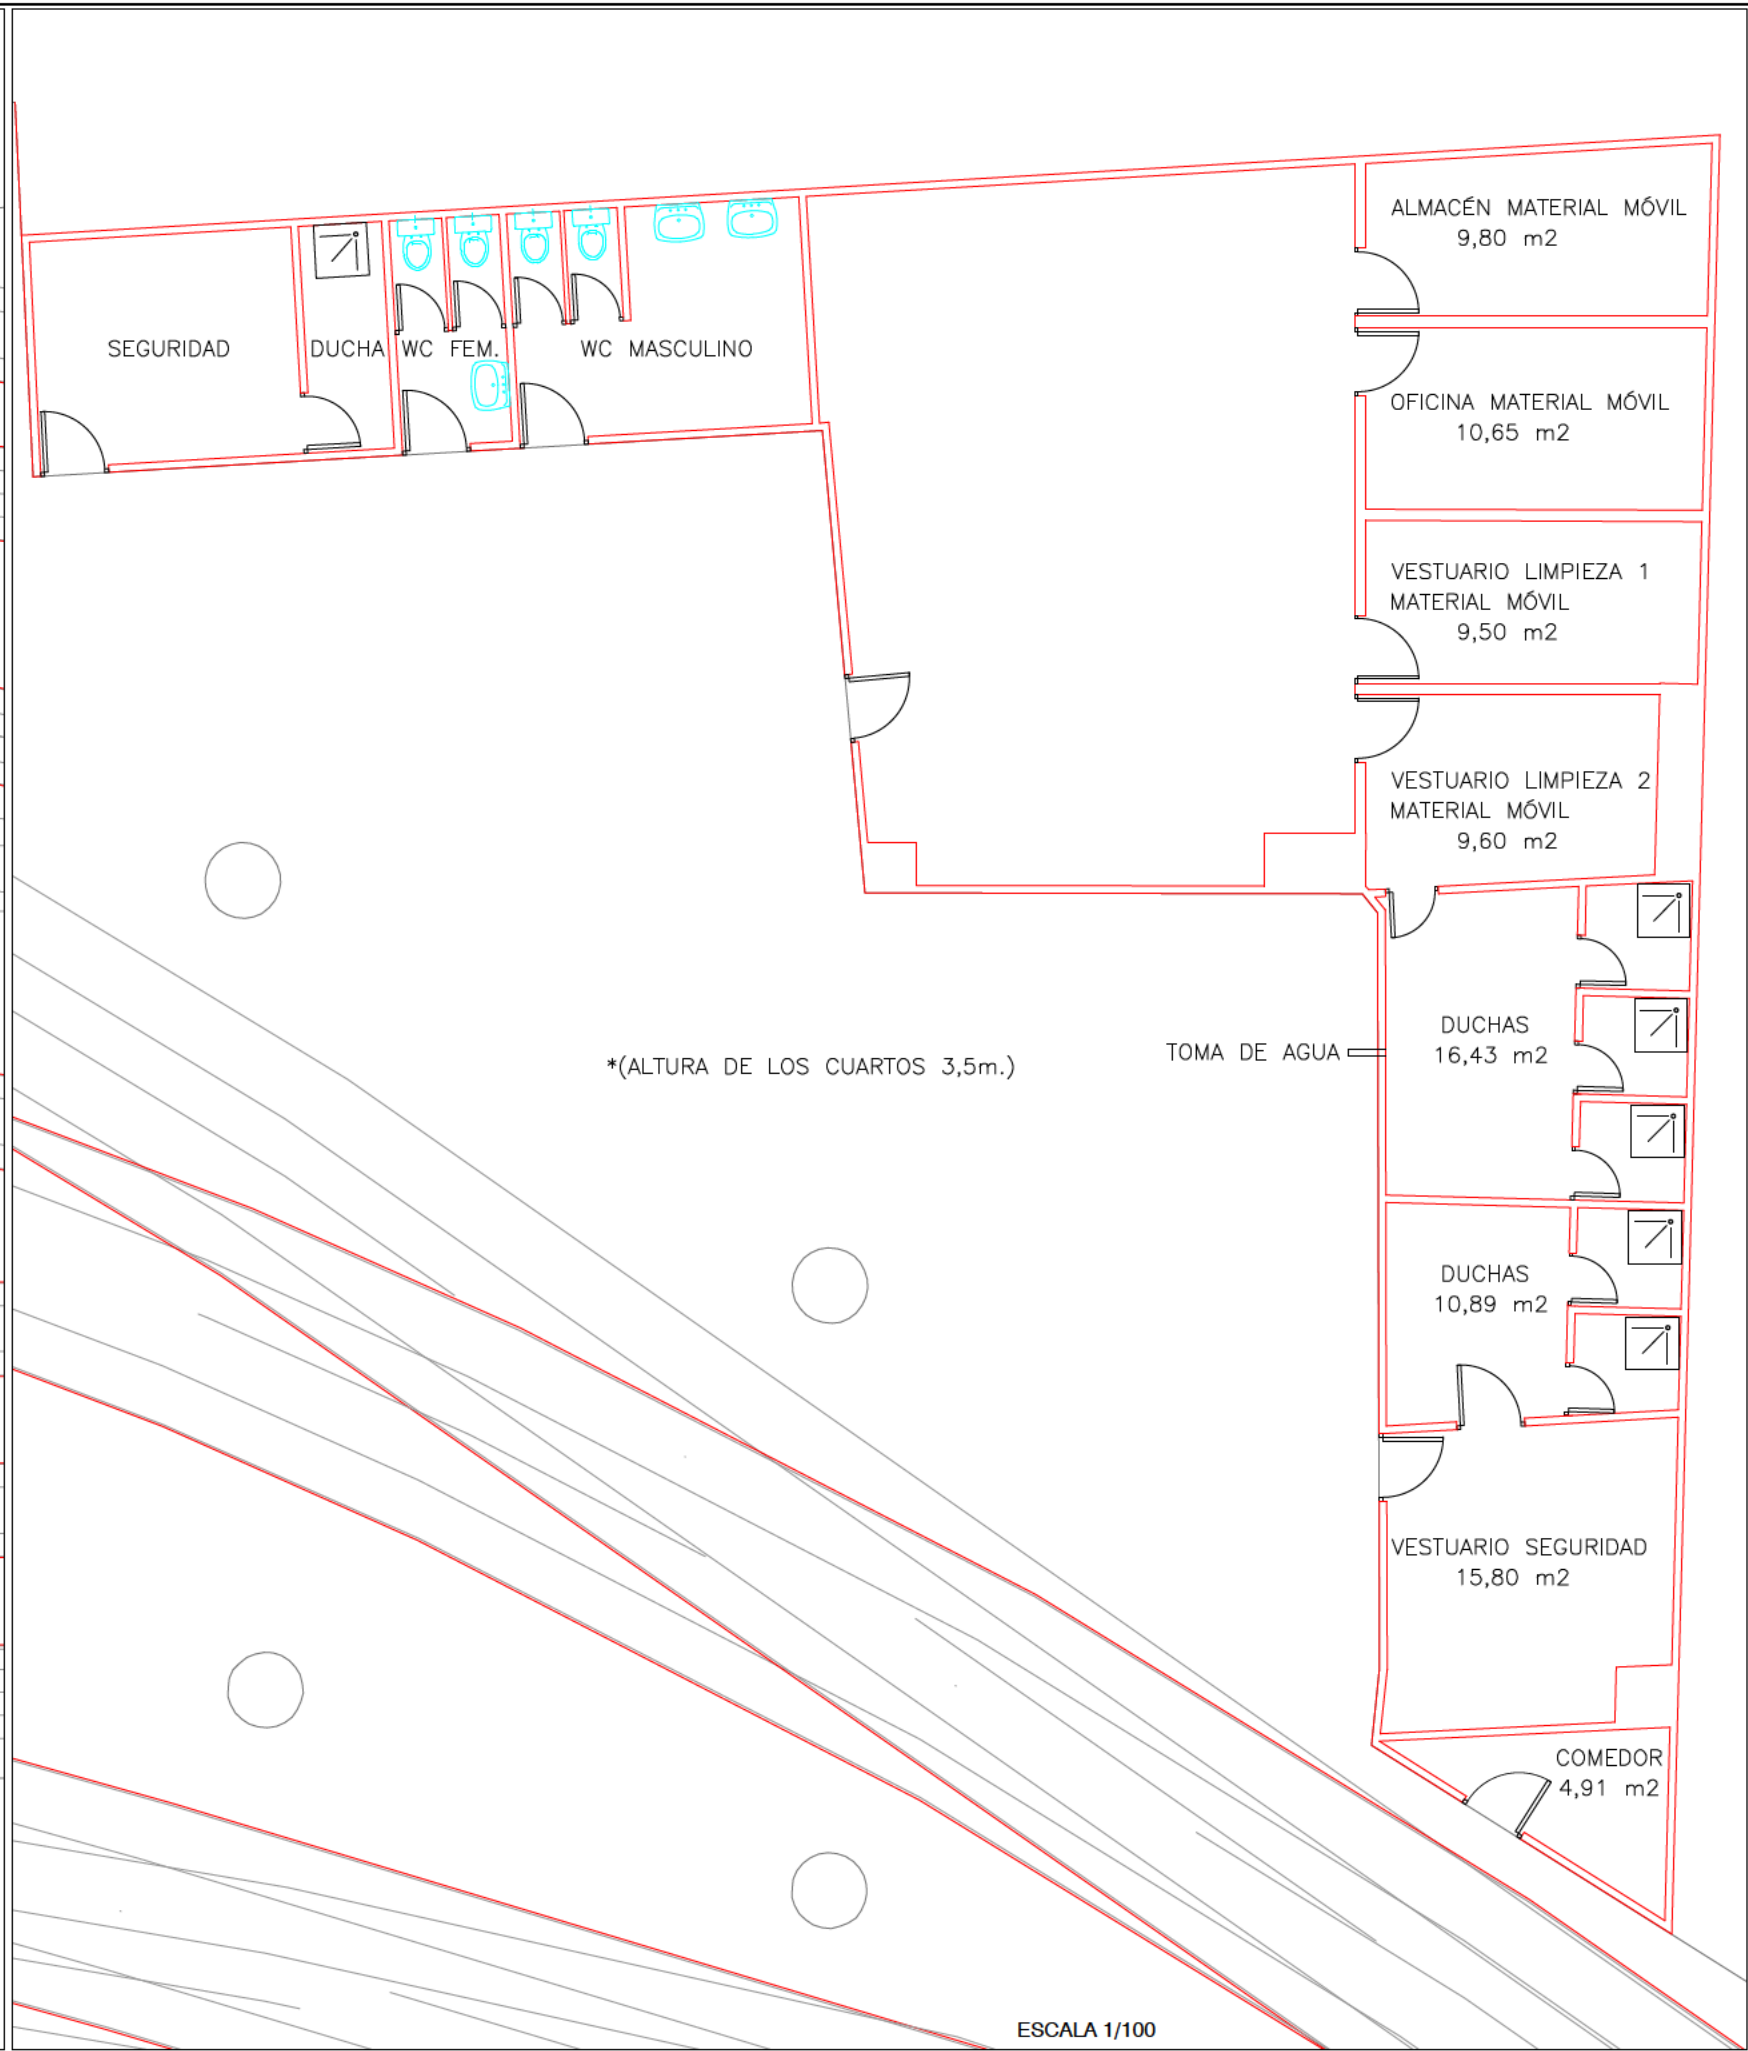 ALMACÉN MATERIAL MÓVIL
9,80 m2
SEGURIDAD
DUCHA
WC FEM.
WC MASCULINO
OFICINA MATERIAL MÓVIL
10,65 m2
VESTUARIO LIMPIEZA 1
MATERIAL MÓVIL
9,50 m2
VESTUARIO LIMPIEZA 2
MATERIAL MÓVIL
9,60 m2
DUCHAS
16,43 m2
TOMA DE AGUA
*(ALTURA DE LOS CUARTOS 3,5m.)
DUCHAS
10,89 m2
VESTUARIO SEGURIDAD
15,80 m2
COMEDOR
4,91 m2
ESCALA 1/100